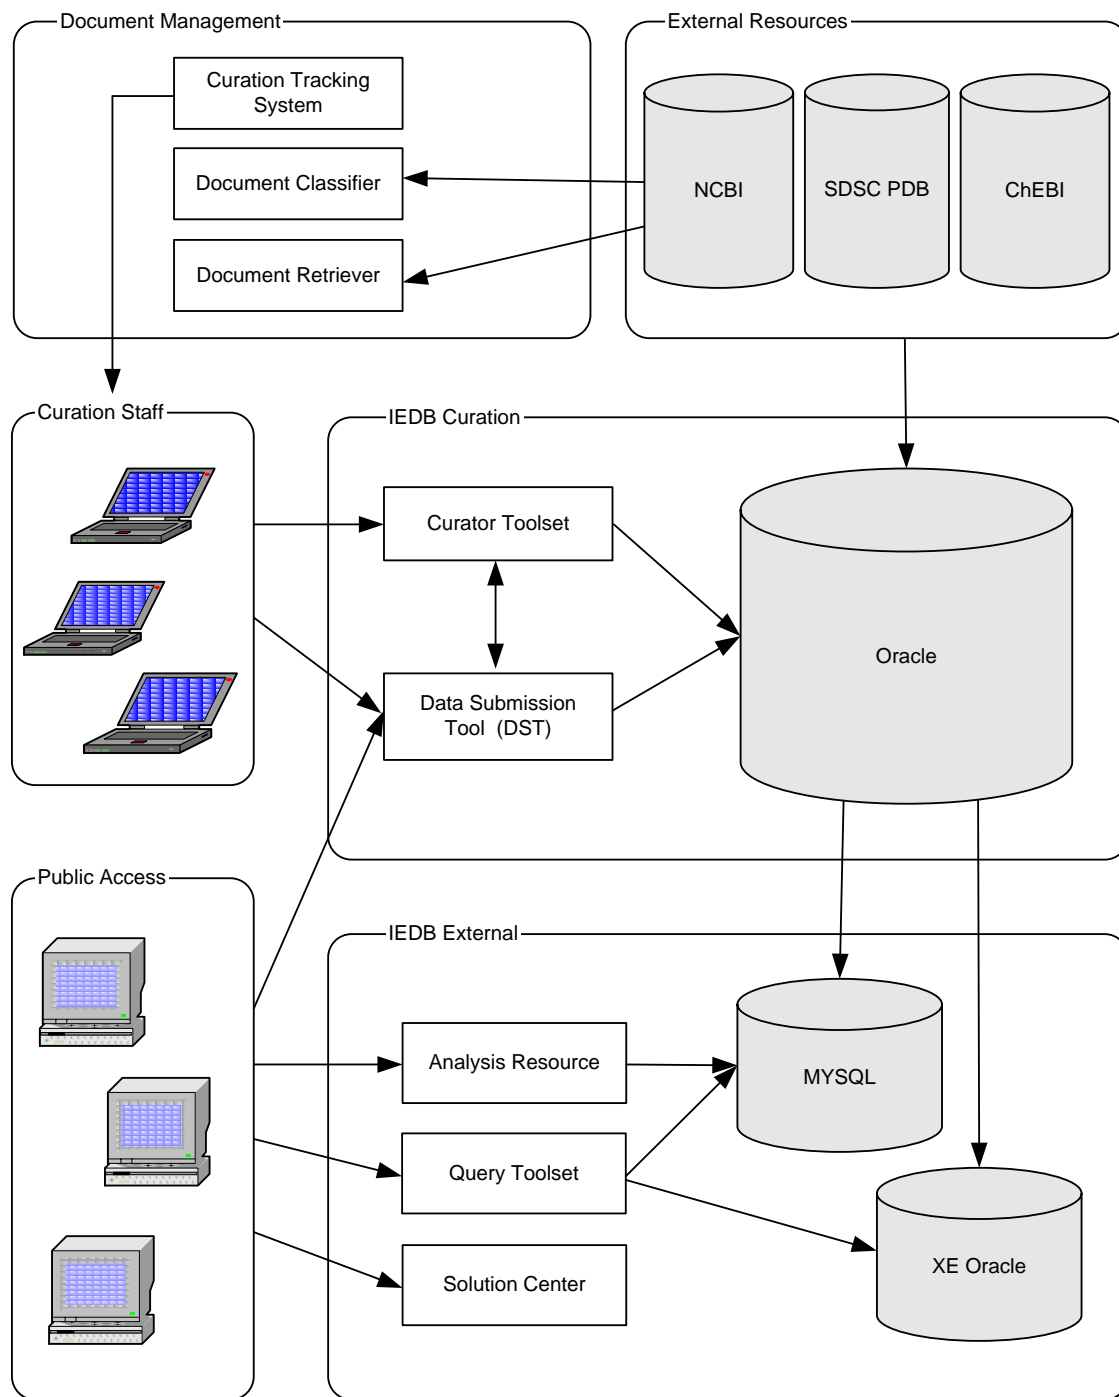 Document Management
Curation Tracking
System
Document Classifier
Document Retriever
External Resources
NCBI
SDSC PDB
ChEBI
Curation Staff
IEDB Curation
Curator Toolset
Data Submission
Tool (DST)
Oracle
Public Access
IEDB External
Analysis Resource
Query Toolset
Solution Center
MYSQL
XE Oracle